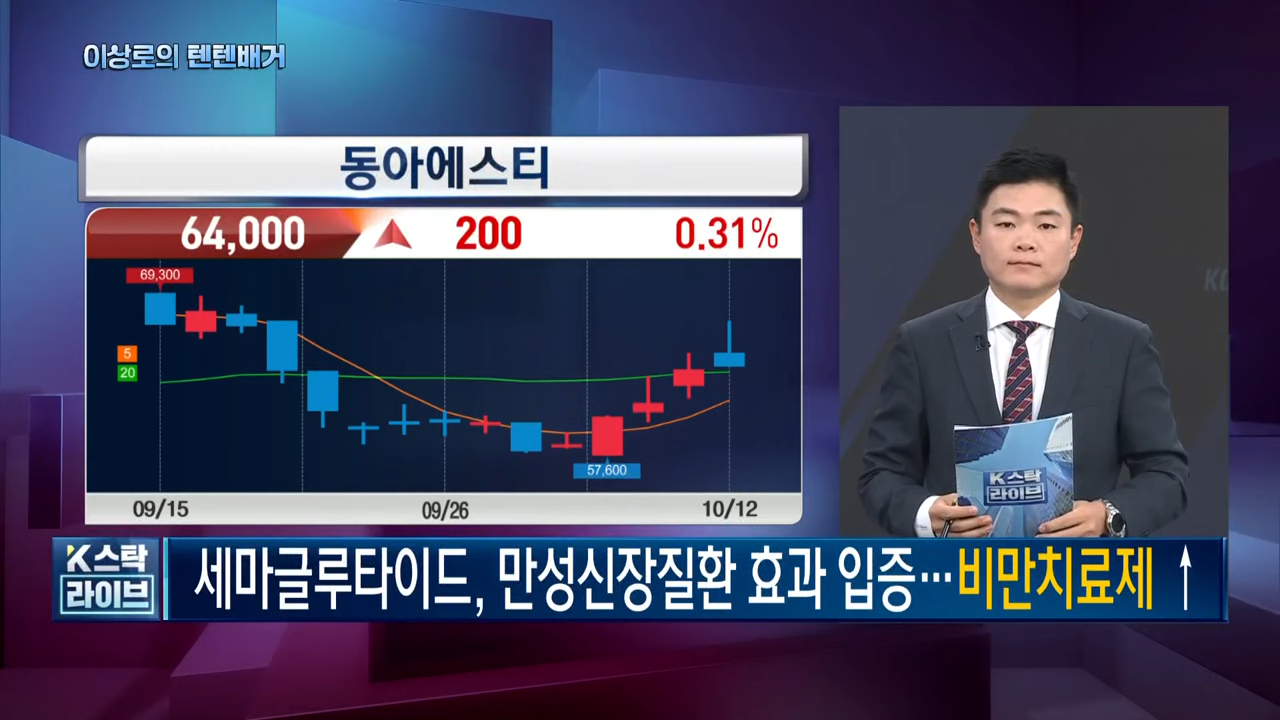 이상로의 텐텐배거
동아에스티
64,000 ▲ 200 0.31%
69,300
5
20
57,600
09/15 09/26 10/12
K스탁
라이브
K스탁
라이브
세마글루타이드, 만성신장질환 효과 입증…비만치료제↑